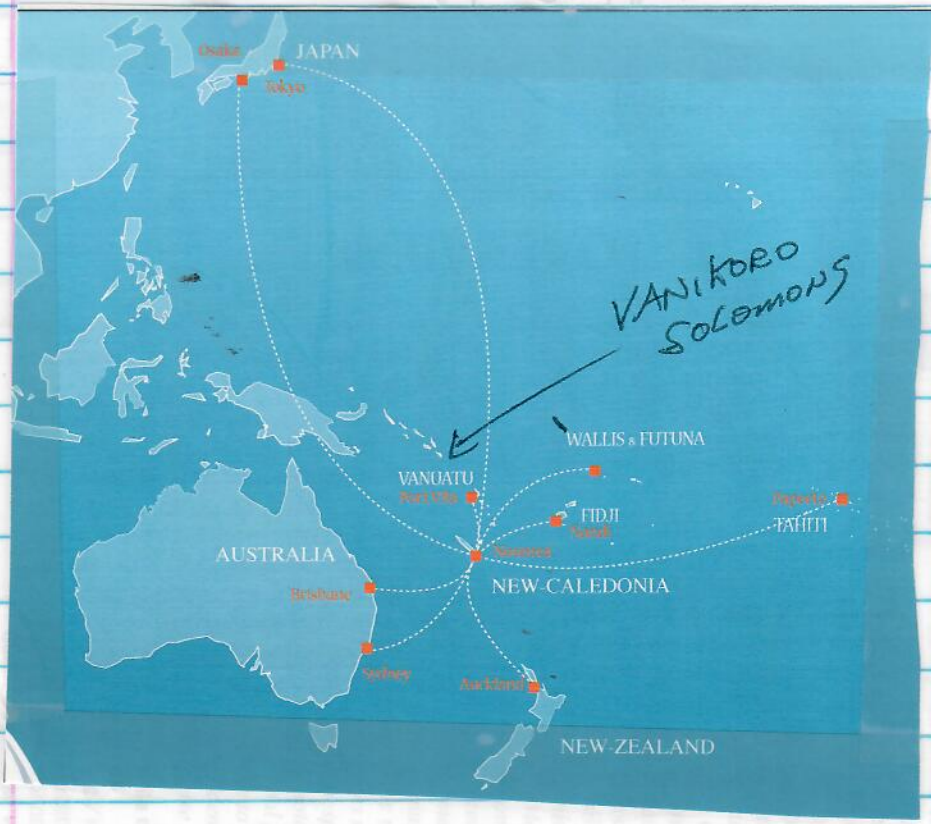 Osaka
JAPAN
Tokyo
VANIKORO
SOLOMONS
WALLIS & FUTUNA
VANUATU
Port Vila
Papeete
TAHITI
FIDJI
Nandi
AUSTRALIA
Nouméa
NEW-CALEDONIA
Brisbane
Sydney
Auckland
NEW-ZEALAND